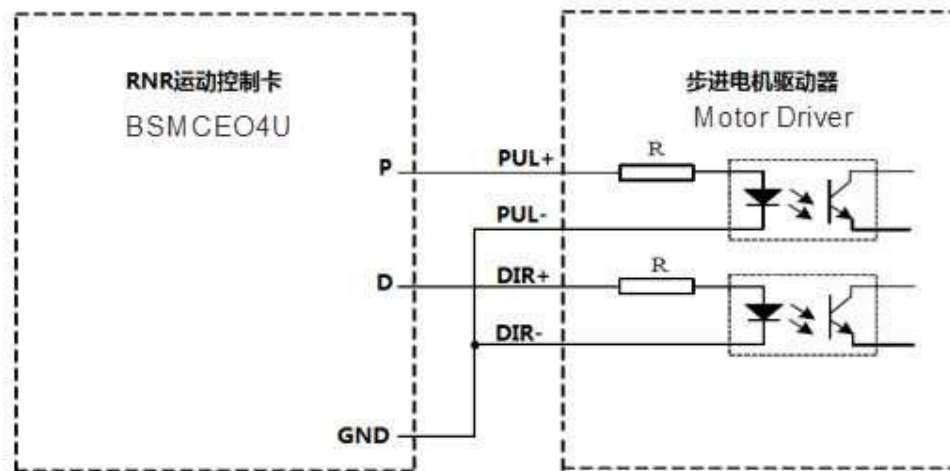 RNR运动控制卡
BSMCEO4U
步进电机驱动器
Motor Driver
P
PUL+
R
PUL-
D
DIR+
R
DIR-
GND